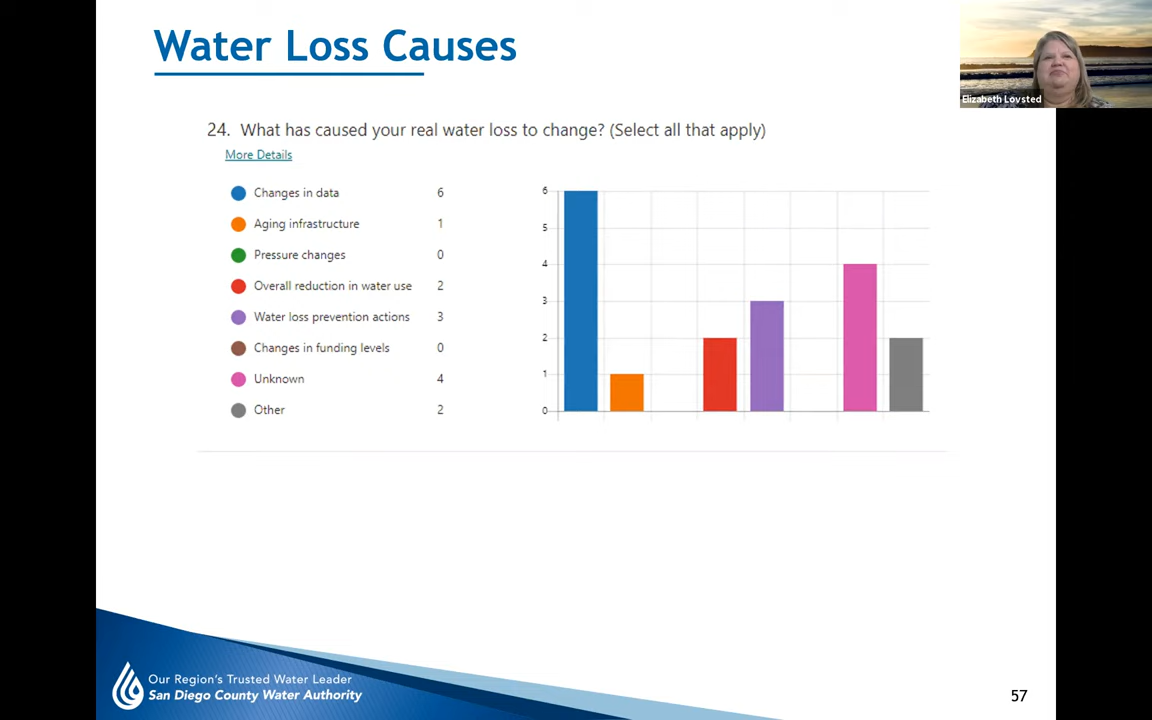 Water Loss Causes
Elizabeth Lovsted
24. What has caused your real water loss to change? (Select all that apply)
More Details
Changes in data 6
Aging infrastructure 1
Pressure changes 0
Overall reduction in water use 2
Water loss prevention actions 3
Changes in funding levels 0
Unknown 4
Other 2
6
5
4
3
2
1
0
Our Region's Trusted Water Leader
San Diego County Water Authority
57